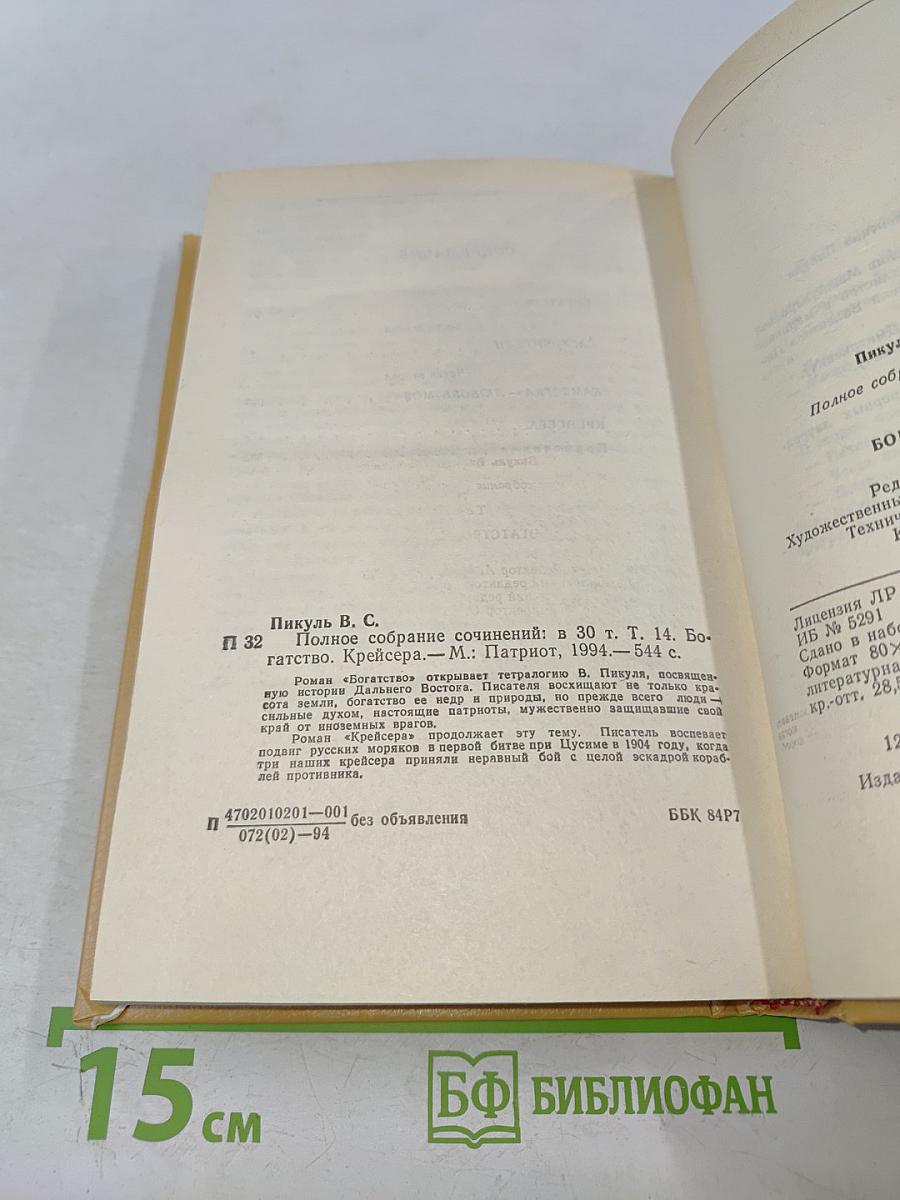 Пикуль В. С.
П 32 Полное собрание сочинений: в 30 т. Т. 14. Бо-
гатство. Крейсера.— М.: Патриот, 1994.— 544 с.
Роман «Богатство» открывает тетралогию В. Пикуля, посвящен-
ную истории Дальнего Востока. Писателя восхищают не только кра-
сота земли, богатство ее недр и природы, но прежде всего люди —
сильные духом, настоящие патриоты, мужественно защищавшие свой
край от иноземных врагов.
Роман «Крейсера» продолжает эту тему. Писатель воспевает
подвиг русских моряков в первой битве при Цусиме в 1904 году, когда
три наших крейсера приняли неравный бой с целой эскадрой кораб-
лей противника.
П 4702010201—001 без объявления ББК 84Р7
072(02)—94
Полное
Лицензия ЛР
ИБ № 5291
Сдано в
Формат 80×
кр.-отт. 28,
15 см
БФ БИБЛИОФАН